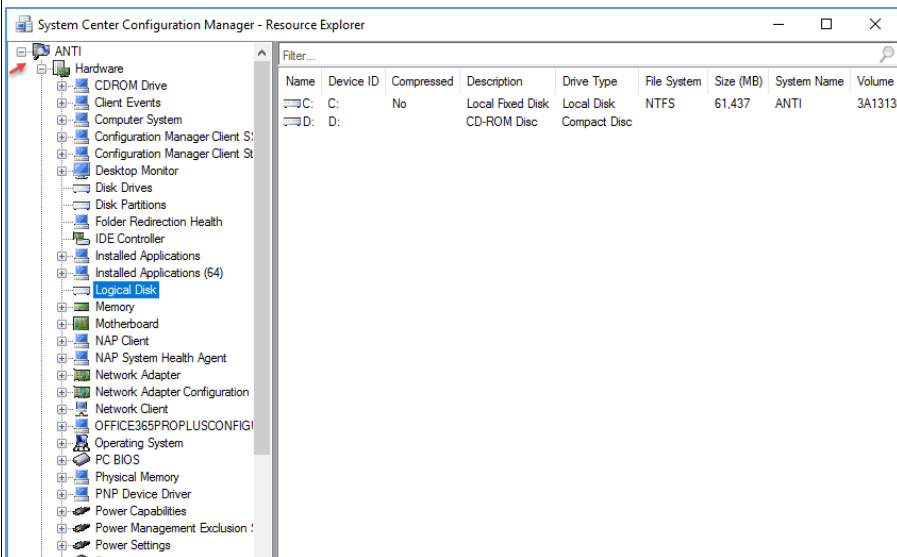 System Center Configuration Manager - Resource Explorer
ANTI
Hardware
CDROM Drive
Client Events
Computer System
Configuration Manager Client S
Configuration Manager Client St
Desktop Monitor
Disk Drives
Disk Partitions
Folder Redirection Health
IDE Controller
Installed Applications
Installed Applications (64)
Logical Disk
Memory
Motherboard
NAP Client
NAP System Health Agent
Network Adapter
Network Adapter Configuration
Network Client
OFFICE365PROPLUSCONFIGU
Operating System
PC BIOS
Physical Memory
PNP Device Driver
Power Capabilities
Power Management Exclusion
Power Settings
Filter...
Name Device ID Compressed Description Drive Type File System Size (MB) System Name Volume
C: C: No Local Fixed Disk Local Disk NTFS 61,437 ANTI 3A1313
D: D: CD-ROM Disc Compact Disc